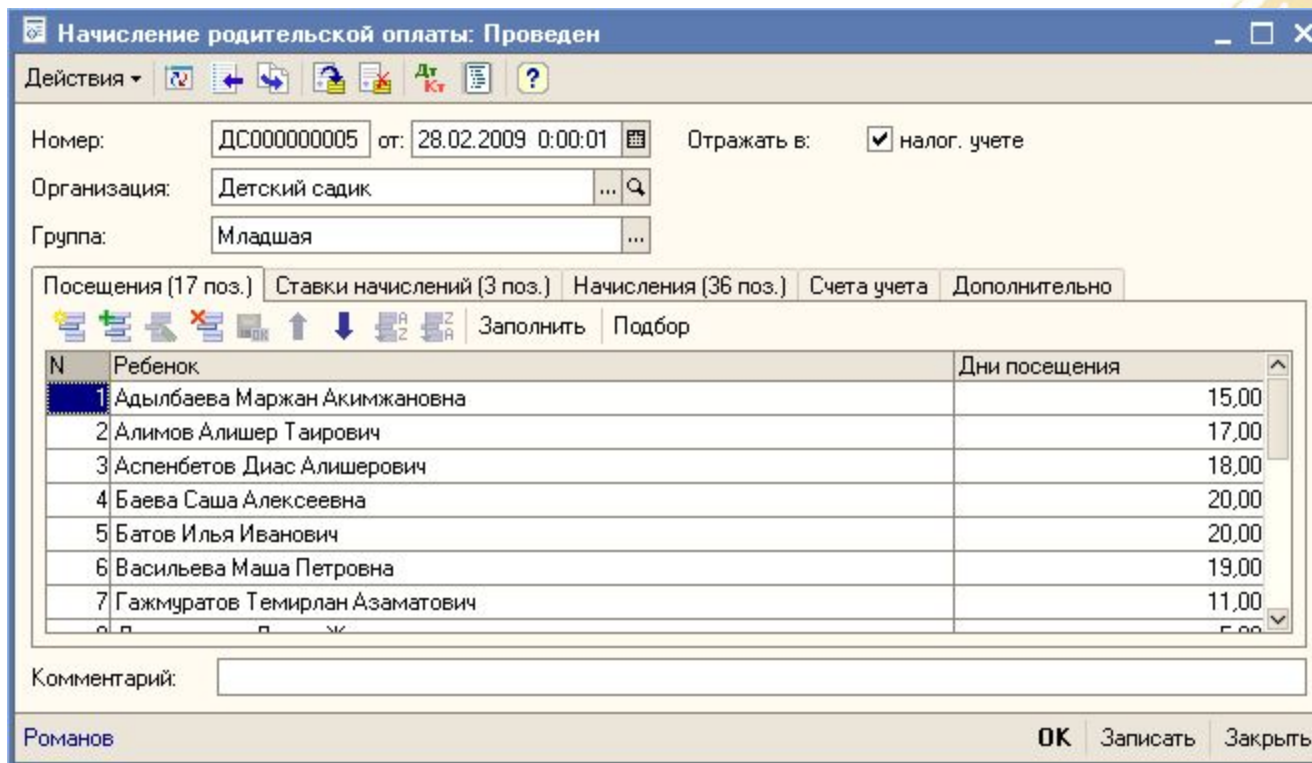 Начисление родительской оплаты: Проведен
Действия Дт Кт ?
Номер: ДС000000005 от: 28.02.2009 0:00:01 Отражать в: налог. учете
Организация: Детский садик ...
Группа: Младшая ...
Посещения (17 поз.) Ставки начислений (3 поз.) Начисления (36 поз.) Счета учета Дополнительно
Заполнить Подбор
N Ребенок Дни посещения
1 Адылбаева Маржан Акимжановна 15,00
2 Алимов Алишер Таирович 17,00
3 Аспенбетов Диас Алишерович 18,00
4 Баева Саша Алексеевна 20,00
5 Батов Илья Иванович 20,00
6 Васильева Маша Петровна 19,00
7 Гажмуратов Темирлан Азаматович 11,00
Комментарий:
Романов OK Записать Закрыть